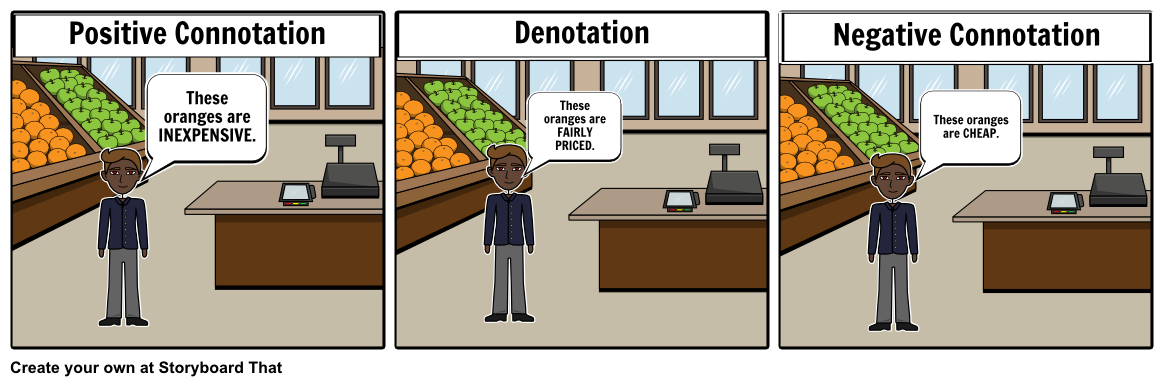 Positive Connotation
These
oranges are
INEXPENSIVE.
Denotation
These
oranges are
FAIRLY
PRICED.
Negative Connotation
These oranges
are CHEAP.
Create your own at Storyboard That